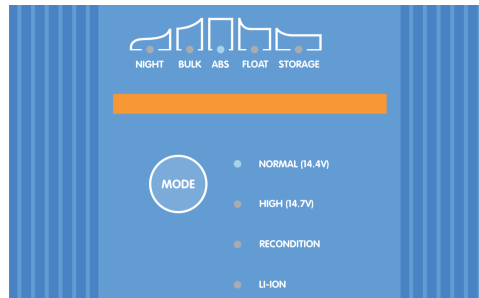 NIGHT BULK ABS FLOAT STORAGE
NORMAL (14.4V)
MODE
HIGH (14.7V)
RECONDITION
LI-ION